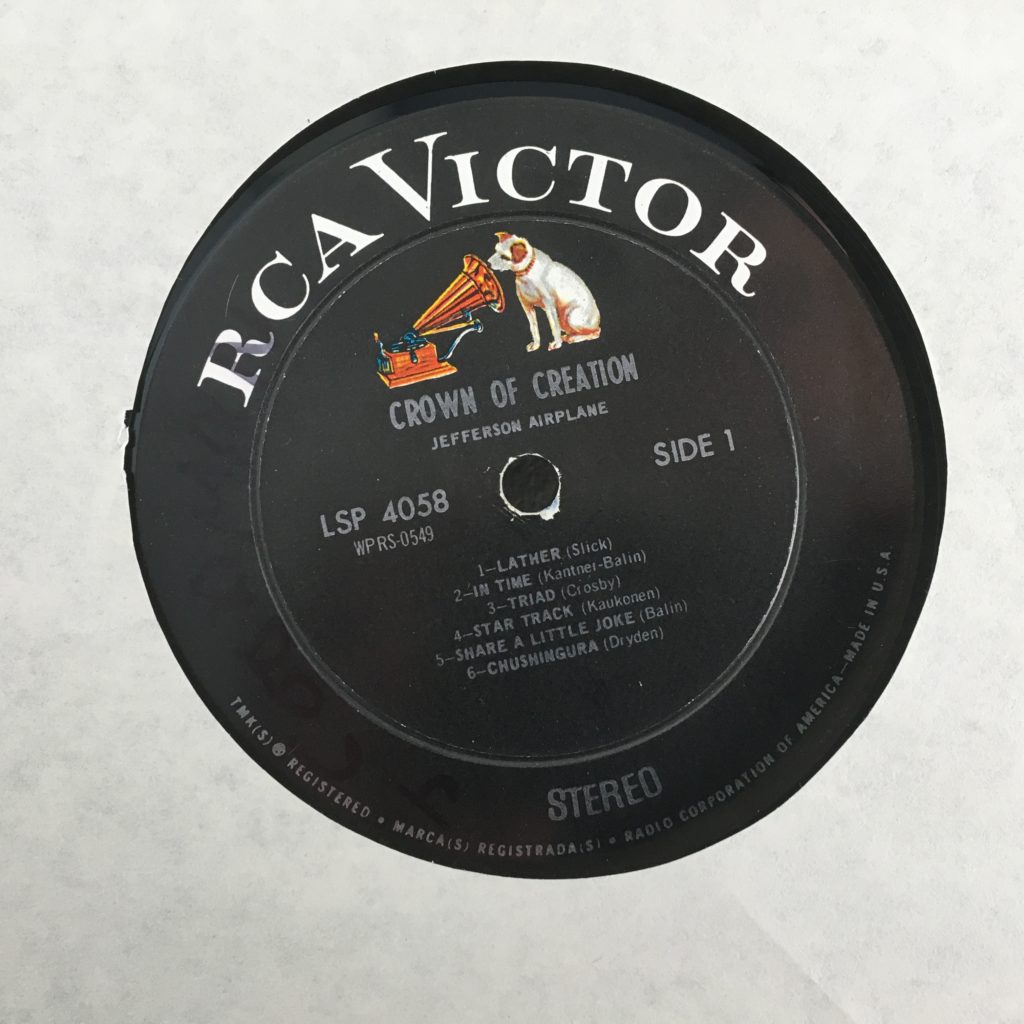 RCA VICTOR
CROWN OF CREATION
JEFFERSON AIRPLANE
SIDE 1
LSP 4058
WPRS-0549
1—LATHER (Slick)
2—IN TIME (Kantner-Balin)
3—TRIAD (Crosby)
4—STAR TRACK (Kaukonen)
5—SHARE A LITTLE JOKE (Balin)
6—CHUSHINGURA (Dryden)
STEREO
TMK(S) ® REGISTERED • MARCA(S) REGISTRADA(S) • RADIO CORPORATION OF AMERICA—MADE IN U.S.A.